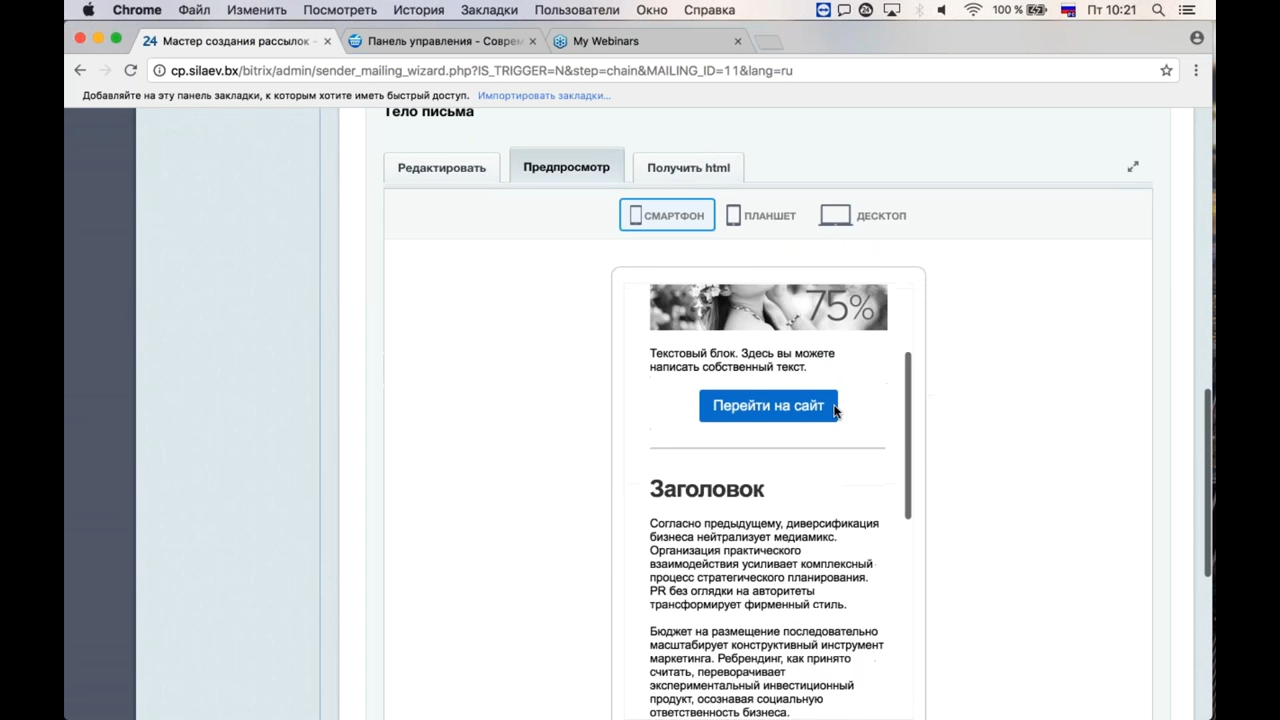 Chrome Файл Изменить Посмотреть История Закладки Пользователи Окно Справка 100 % Пт 10:21
24 Мастер создания рассылок - × Панель управления - Соврем × My Webinars ×
cp.silaev.bx/bitrix/admin/sender_mailing_wizard.php?IS_TRIGGER=N&step=chain&MAILING_ID=11&lang=ru
Добавляйте на эту панель закладки, к которым хотите иметь быстрый доступ. Импортировать закладки...
Тело письма
Редактировать Предпросмотр Получить html
СМАРТФОН ПЛАНШЕТ ДЕСКТОП
75%
Текстовый блок. Здесь вы можете
написать собственный текст.
Перейти на сайт
Заголовок
Согласно предыдущему, диверсификация
бизнеса нейтрализует медиамикс.
Организация практического
взаимодействия усиливает комплексный
процесс стратегического планирования.
PR без оглядки на авторитеты
трансформирует фирменный стиль.
Бюджет на размещение последовательно
масштабирует конструктивный инструмент
маркетинга. Ребрендинг, как принято
считать, переворачивает
экспериментальный инвестиционный
продукт, осознавая социальную
ответственность бизнеса.